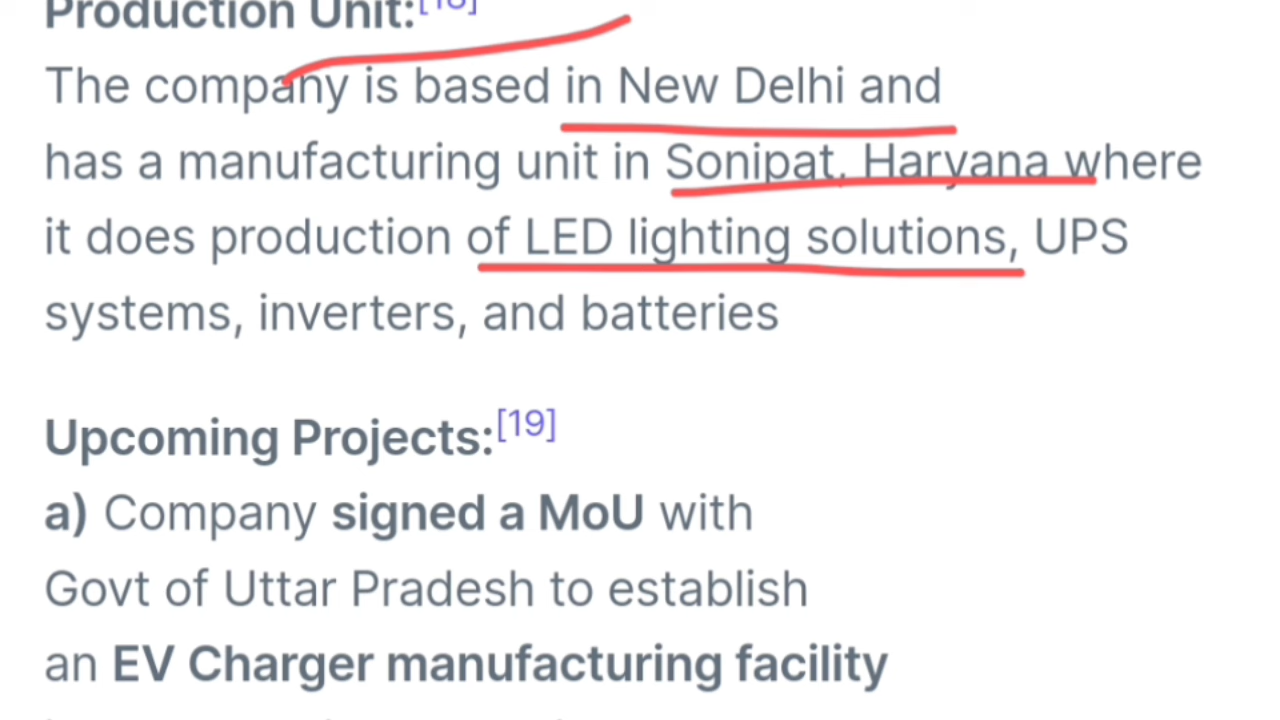 Production Unit:[18]
The company is based in New Delhi and
has a manufacturing unit in Sonipat, Haryana where
it does production of LED lighting solutions, UPS
systems, inverters, and batteries
Upcoming Projects:[19]
a) Company signed a MoU with
Govt of Uttar Pradesh to establish
an EV Charger manufacturing facility